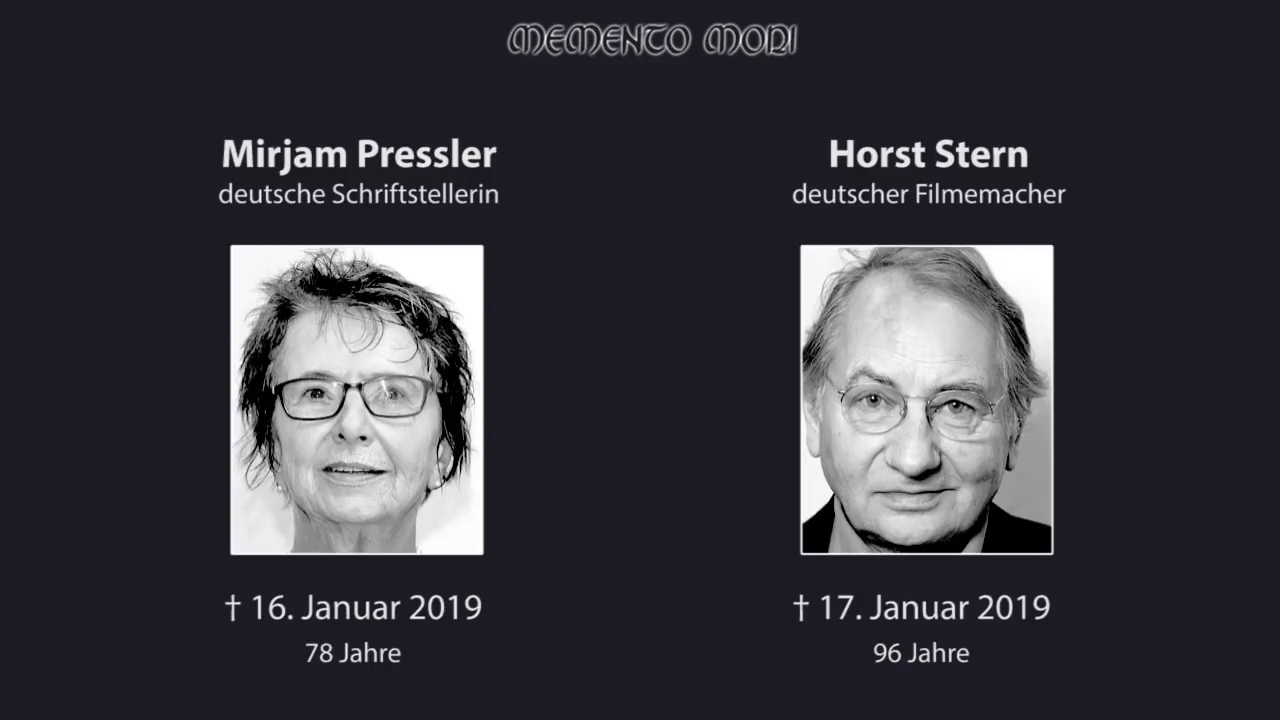 MEMENTO MORI
Mirjam Pressler
deutsche Schriftstellerin
† 16. Januar 2019
78 Jahre
Horst Stern
deutscher Filmemacher
† 17. Januar 2019
96 Jahre